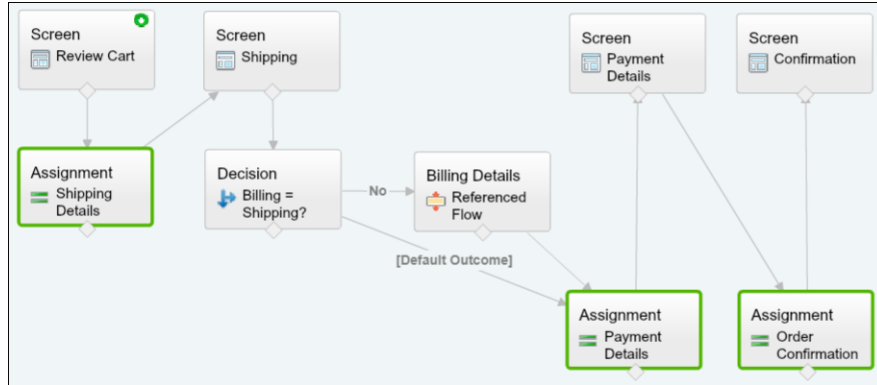 Screen
Review Cart
Screen
Shipping
Screen
Payment
Details
Screen
Confirmation
Assignment
Shipping
Details
Decision
Billing =
Shipping?
No
Billing Details
Referenced
Flow
[Default Outcome]
Assignment
Payment
Details
Assignment
Order
Confirmation